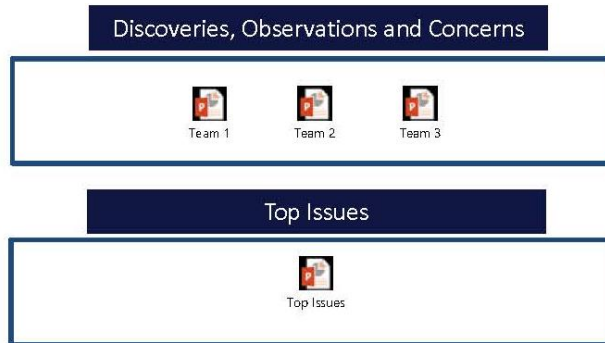 Discoveries, Observations and Concerns
Team 1 Team 2 Team 3
Top Issues
Top Issues